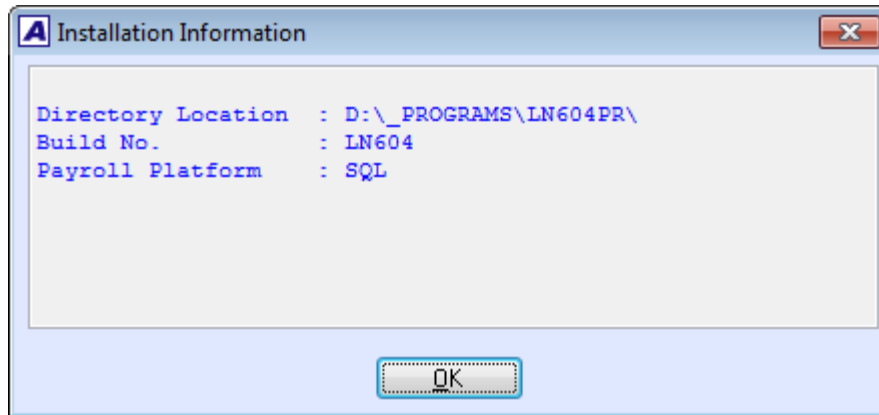 A Installation Information
Directory Location : D:\_PROGRAMS\LN604PR\
Build No. : LN604
Payroll Platform : SQL
OK